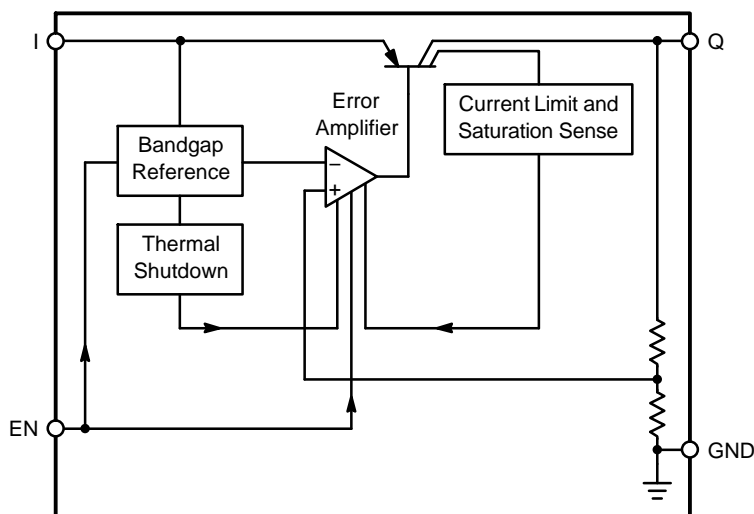 I
Q
Error
Amplifier
Current Limit and
Saturation Sense
Bandgap
Reference
−
+
Thermal
Shutdown
EN
GND